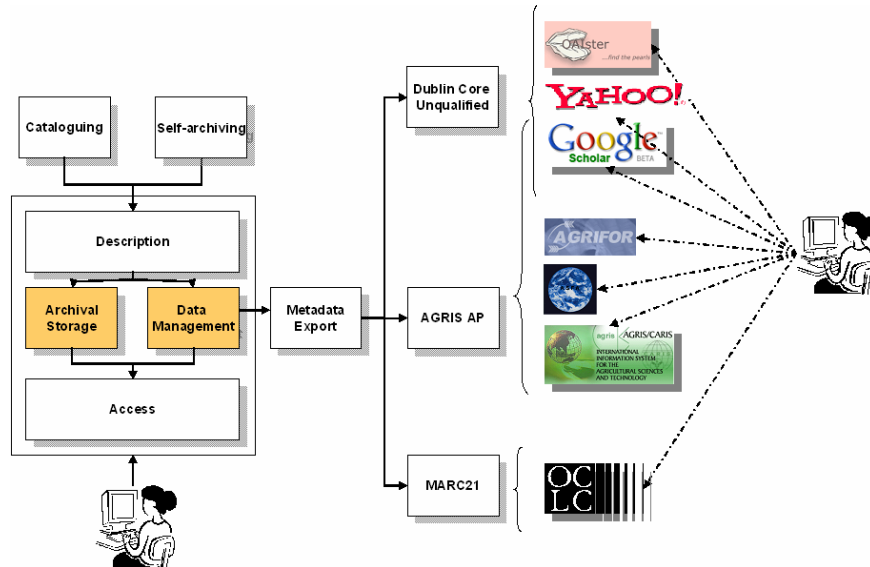 Cataloguing
Self-archiving
Description
Archival
Storage
Data
Management
Access
Metadata
Export
Dublin Core
Unqualified
AGRIS AP
MARC21
OAIster
...find the pearls
YAHOO!
Google
Scholar BETA
AGRIFOR
agris AGRIS/CARIS
INTERNATIONAL
INFORMATION SYSTEM
FOR THE
AGRICULTURAL SCIENCES
AND TECHNOLOGY
OC
LC